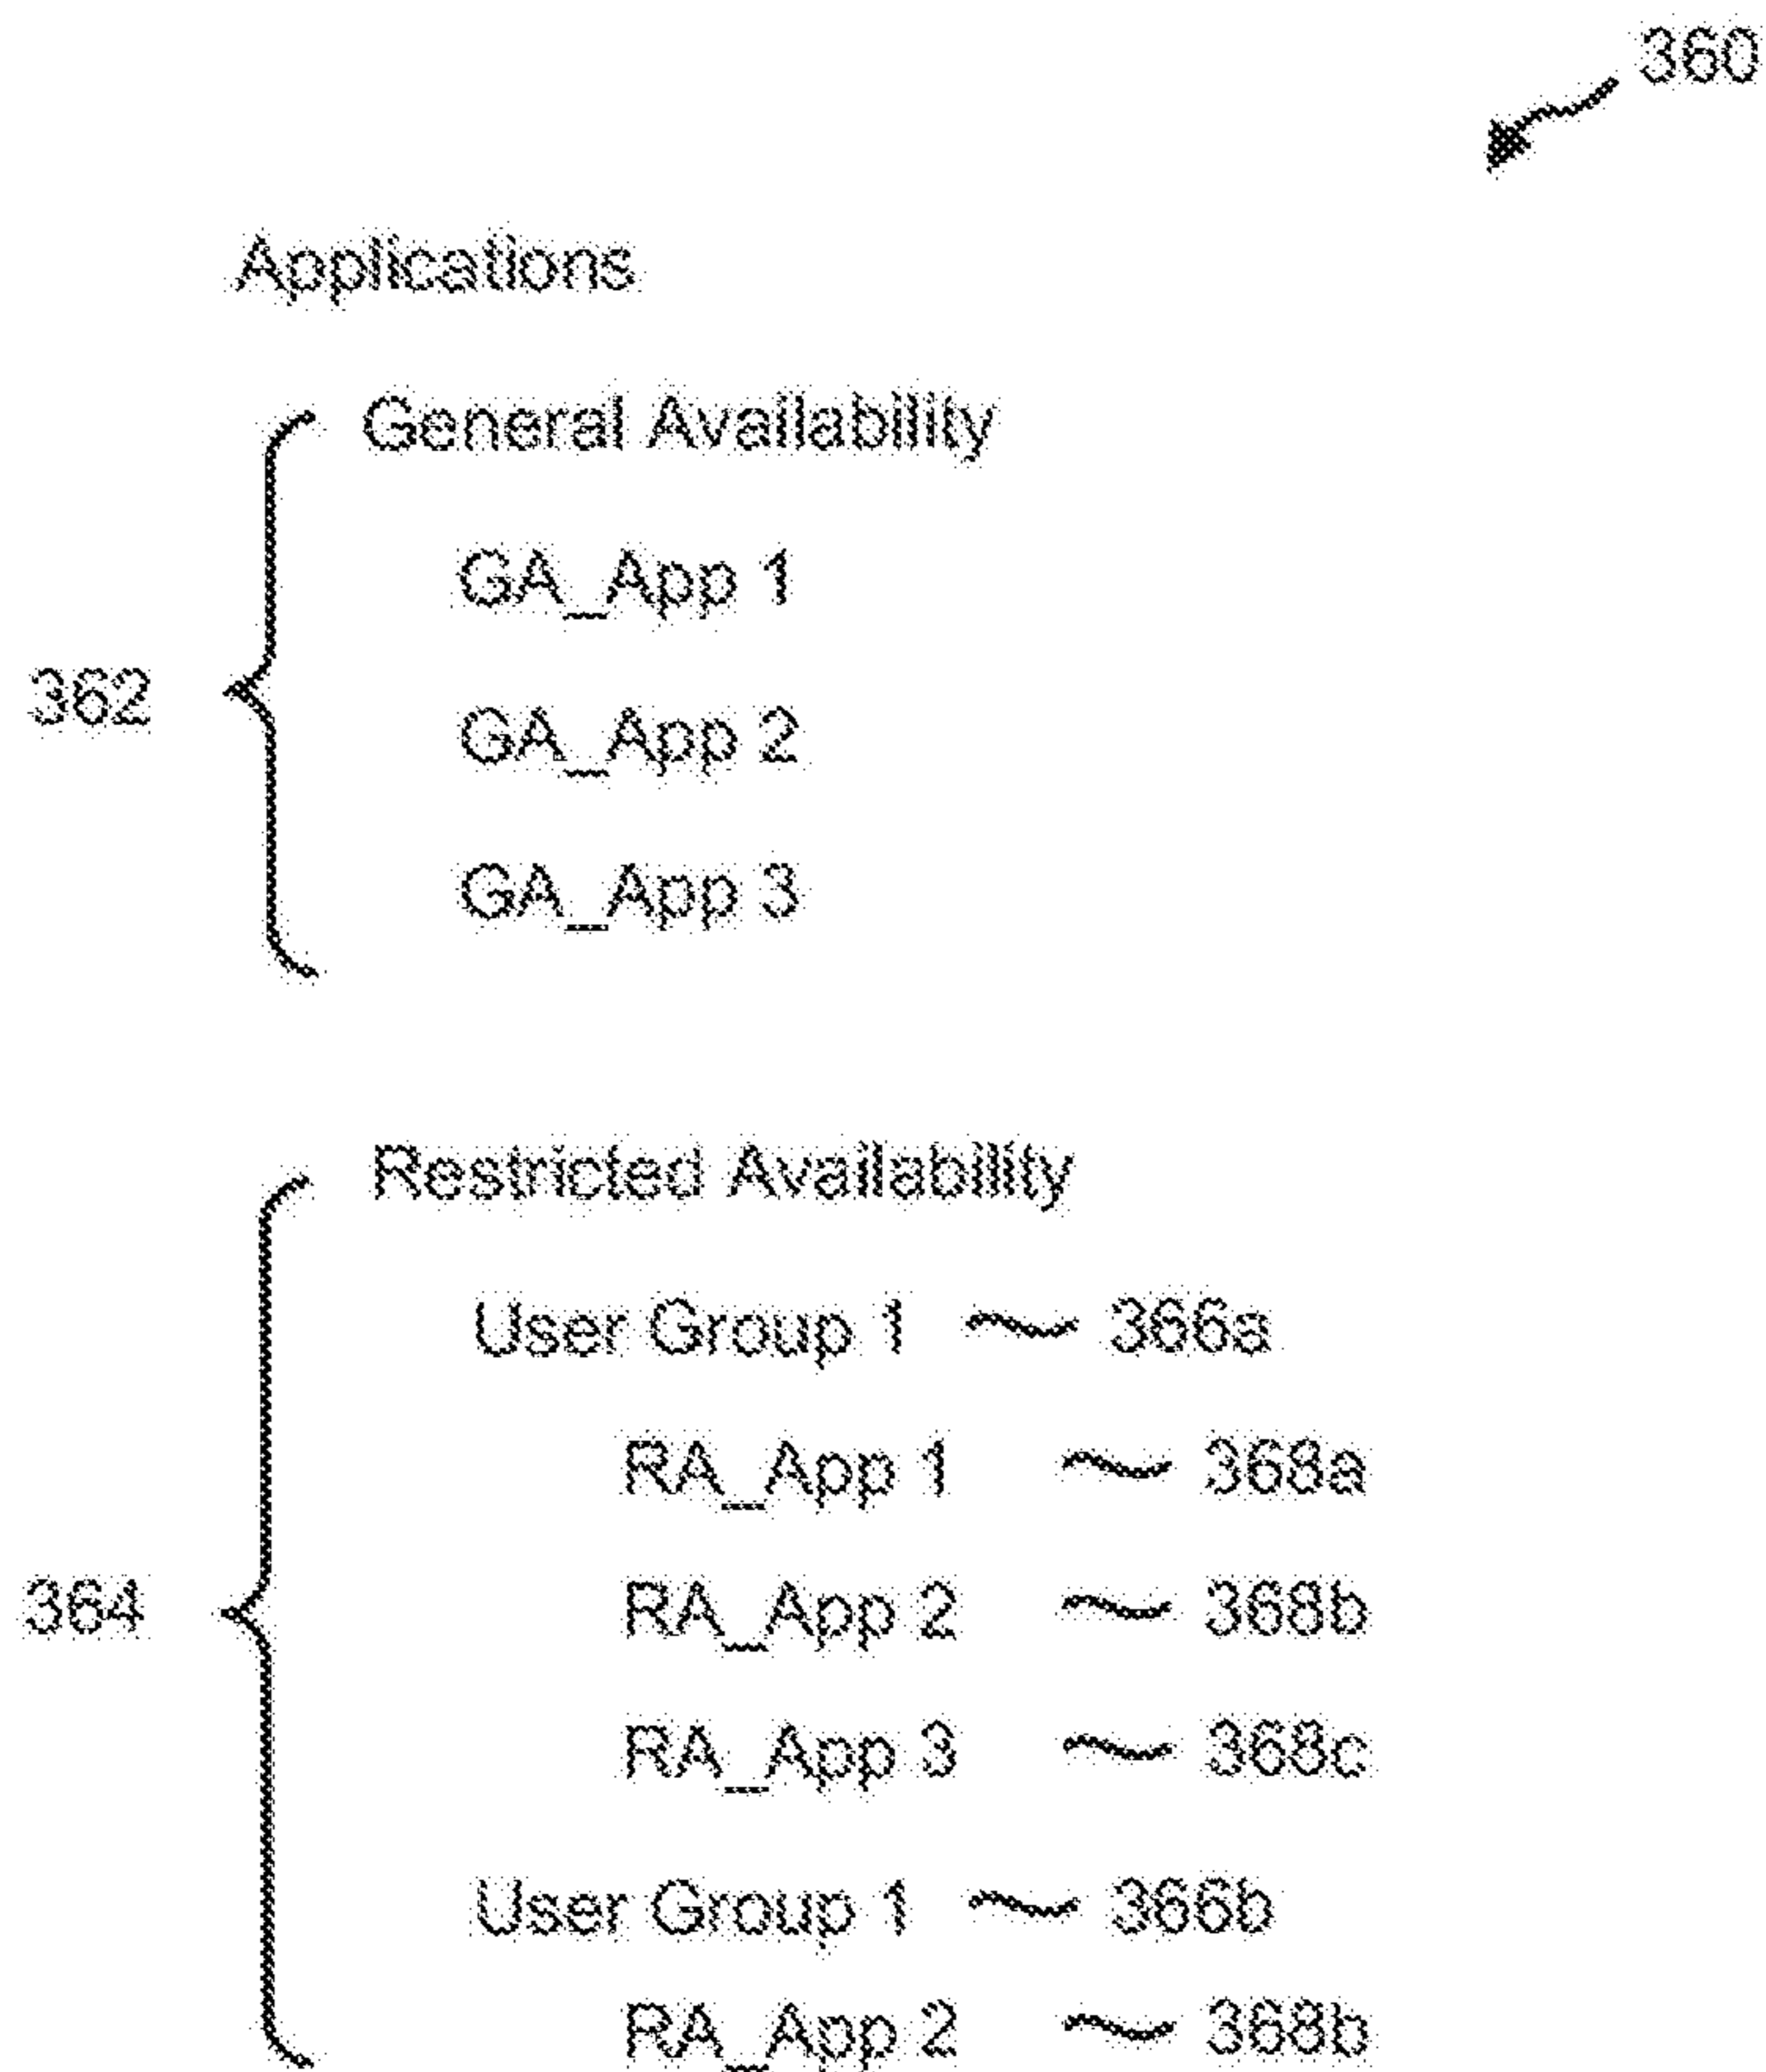 360
Applications
General Availability
GA_App 1
362
GA_App 2
GA_App 3
Restricted Availability
User Group 1 366a
RA_App 1 368a
364
RA_App 2 368b
RA_App 3 368c
User Group 1 366b
RA_App 2 368b